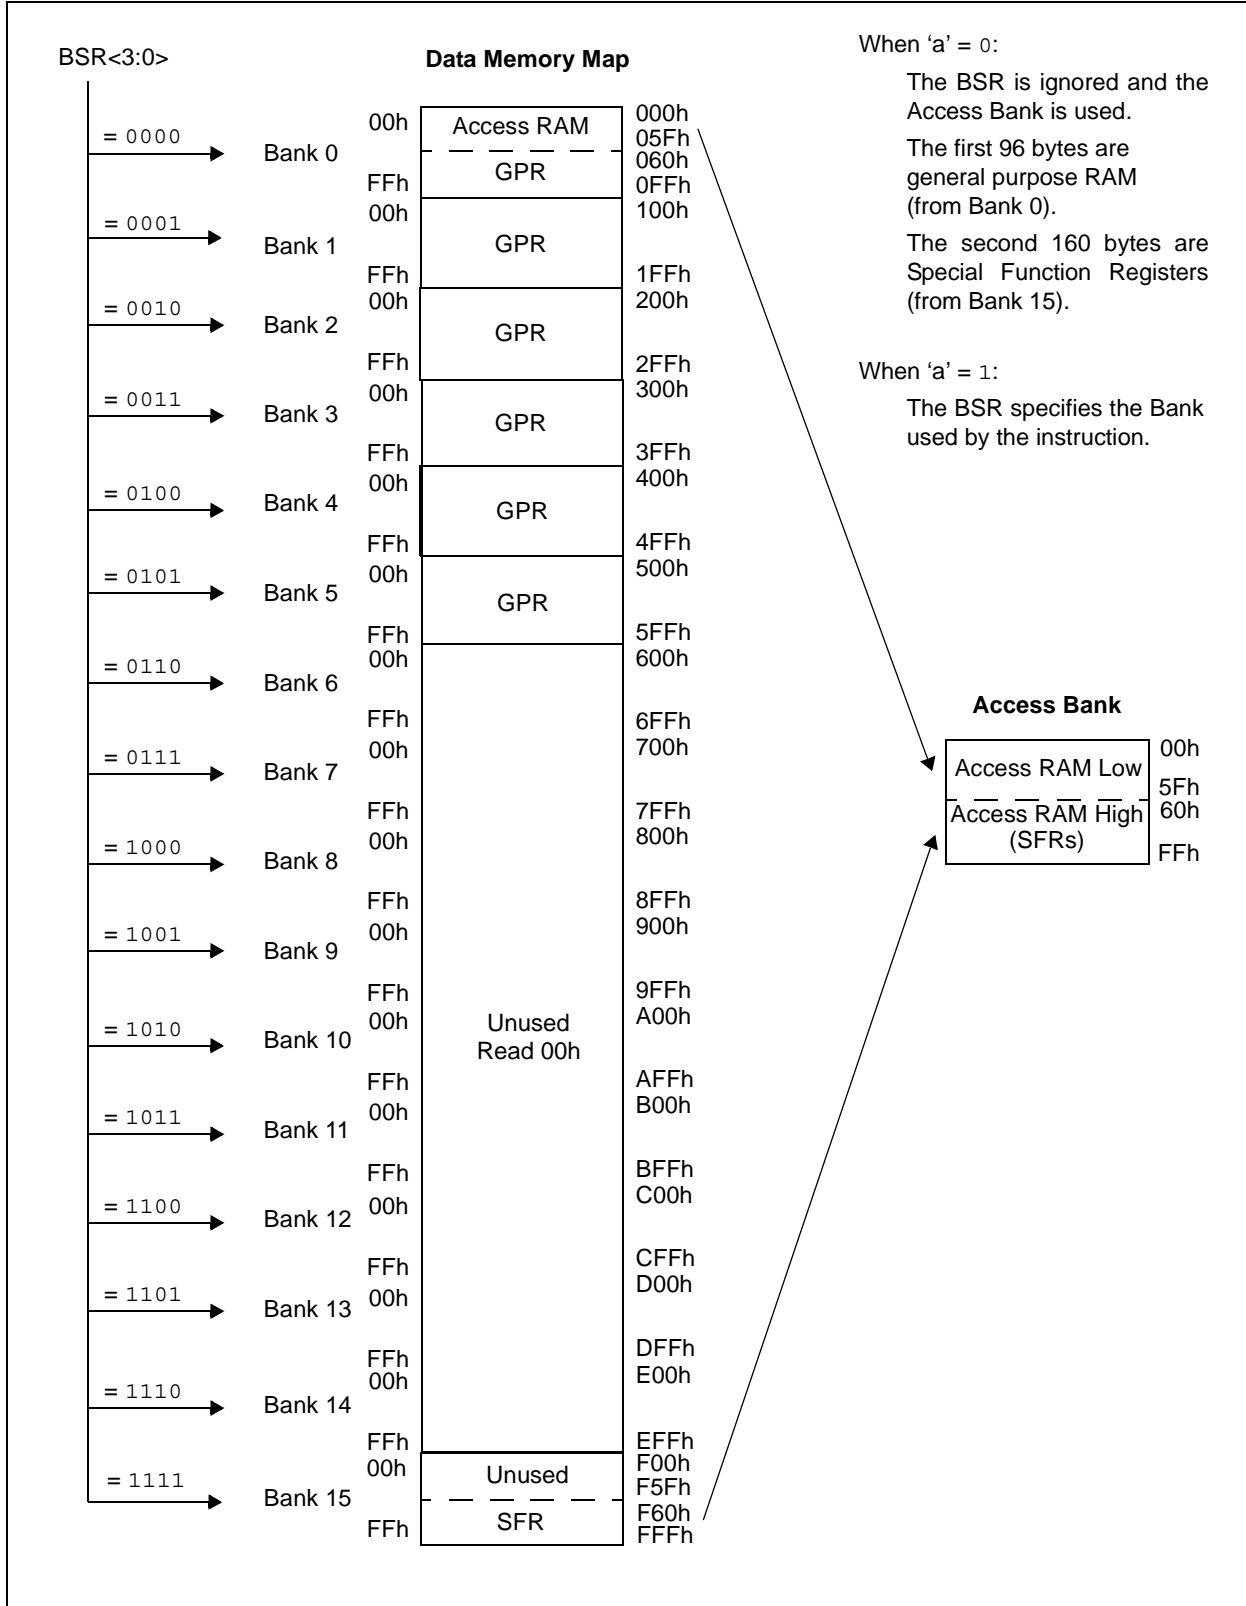 BSR<3:0>
Data Memory Map
= 0000
Bank 0
00h
FFh
Access RAM
GPR
000h
05Fh
060h
0FFh
= 0001
Bank 1
00h
FFh
GPR
100h
1FFh
= 0010
Bank 2
00h
FFh
GPR
200h
2FFh
= 0011
Bank 3
00h
FFh
GPR
300h
3FFh
= 0100
Bank 4
00h
FFh
GPR
400h
4FFh
= 0101
Bank 5
00h
FFh
GPR
500h
5FFh
= 0110
Bank 6
00h
FFh
600h
6FFh
= 0111
Bank 7
00h
FFh
700h
7FFh
= 1000
Bank 8
00h
FFh
800h
8FFh
= 1001
Bank 9
00h
FFh
900h
9FFh
= 1010
Bank 10
00h
FFh
Unused
Read 00h
A00h
AFFh
= 1011
Bank 11
00h
FFh
B00h
BFFh
= 1100
Bank 12
00h
FFh
C00h
CFFh
= 1101
Bank 13
00h
FFh
D00h
DFFh
= 1110
Bank 14
00h
FFh
E00h
EFFh
= 1111
Bank 15
00h
FFh
Unused
SFR
F00h
F5Fh
F60h
FFFh
When ‘a’ = 0:
The BSR is ignored and the
Access Bank is used.
The first 96 bytes are
general purpose RAM
(from Bank 0).
The second 160 bytes are
Special Function Registers
(from Bank 15).
When ‘a’ = 1:
The BSR specifies the Bank
used by the instruction.
Access Bank
Access RAM Low
Access RAM High
(SFRs)
00h
5Fh
60h
FFh